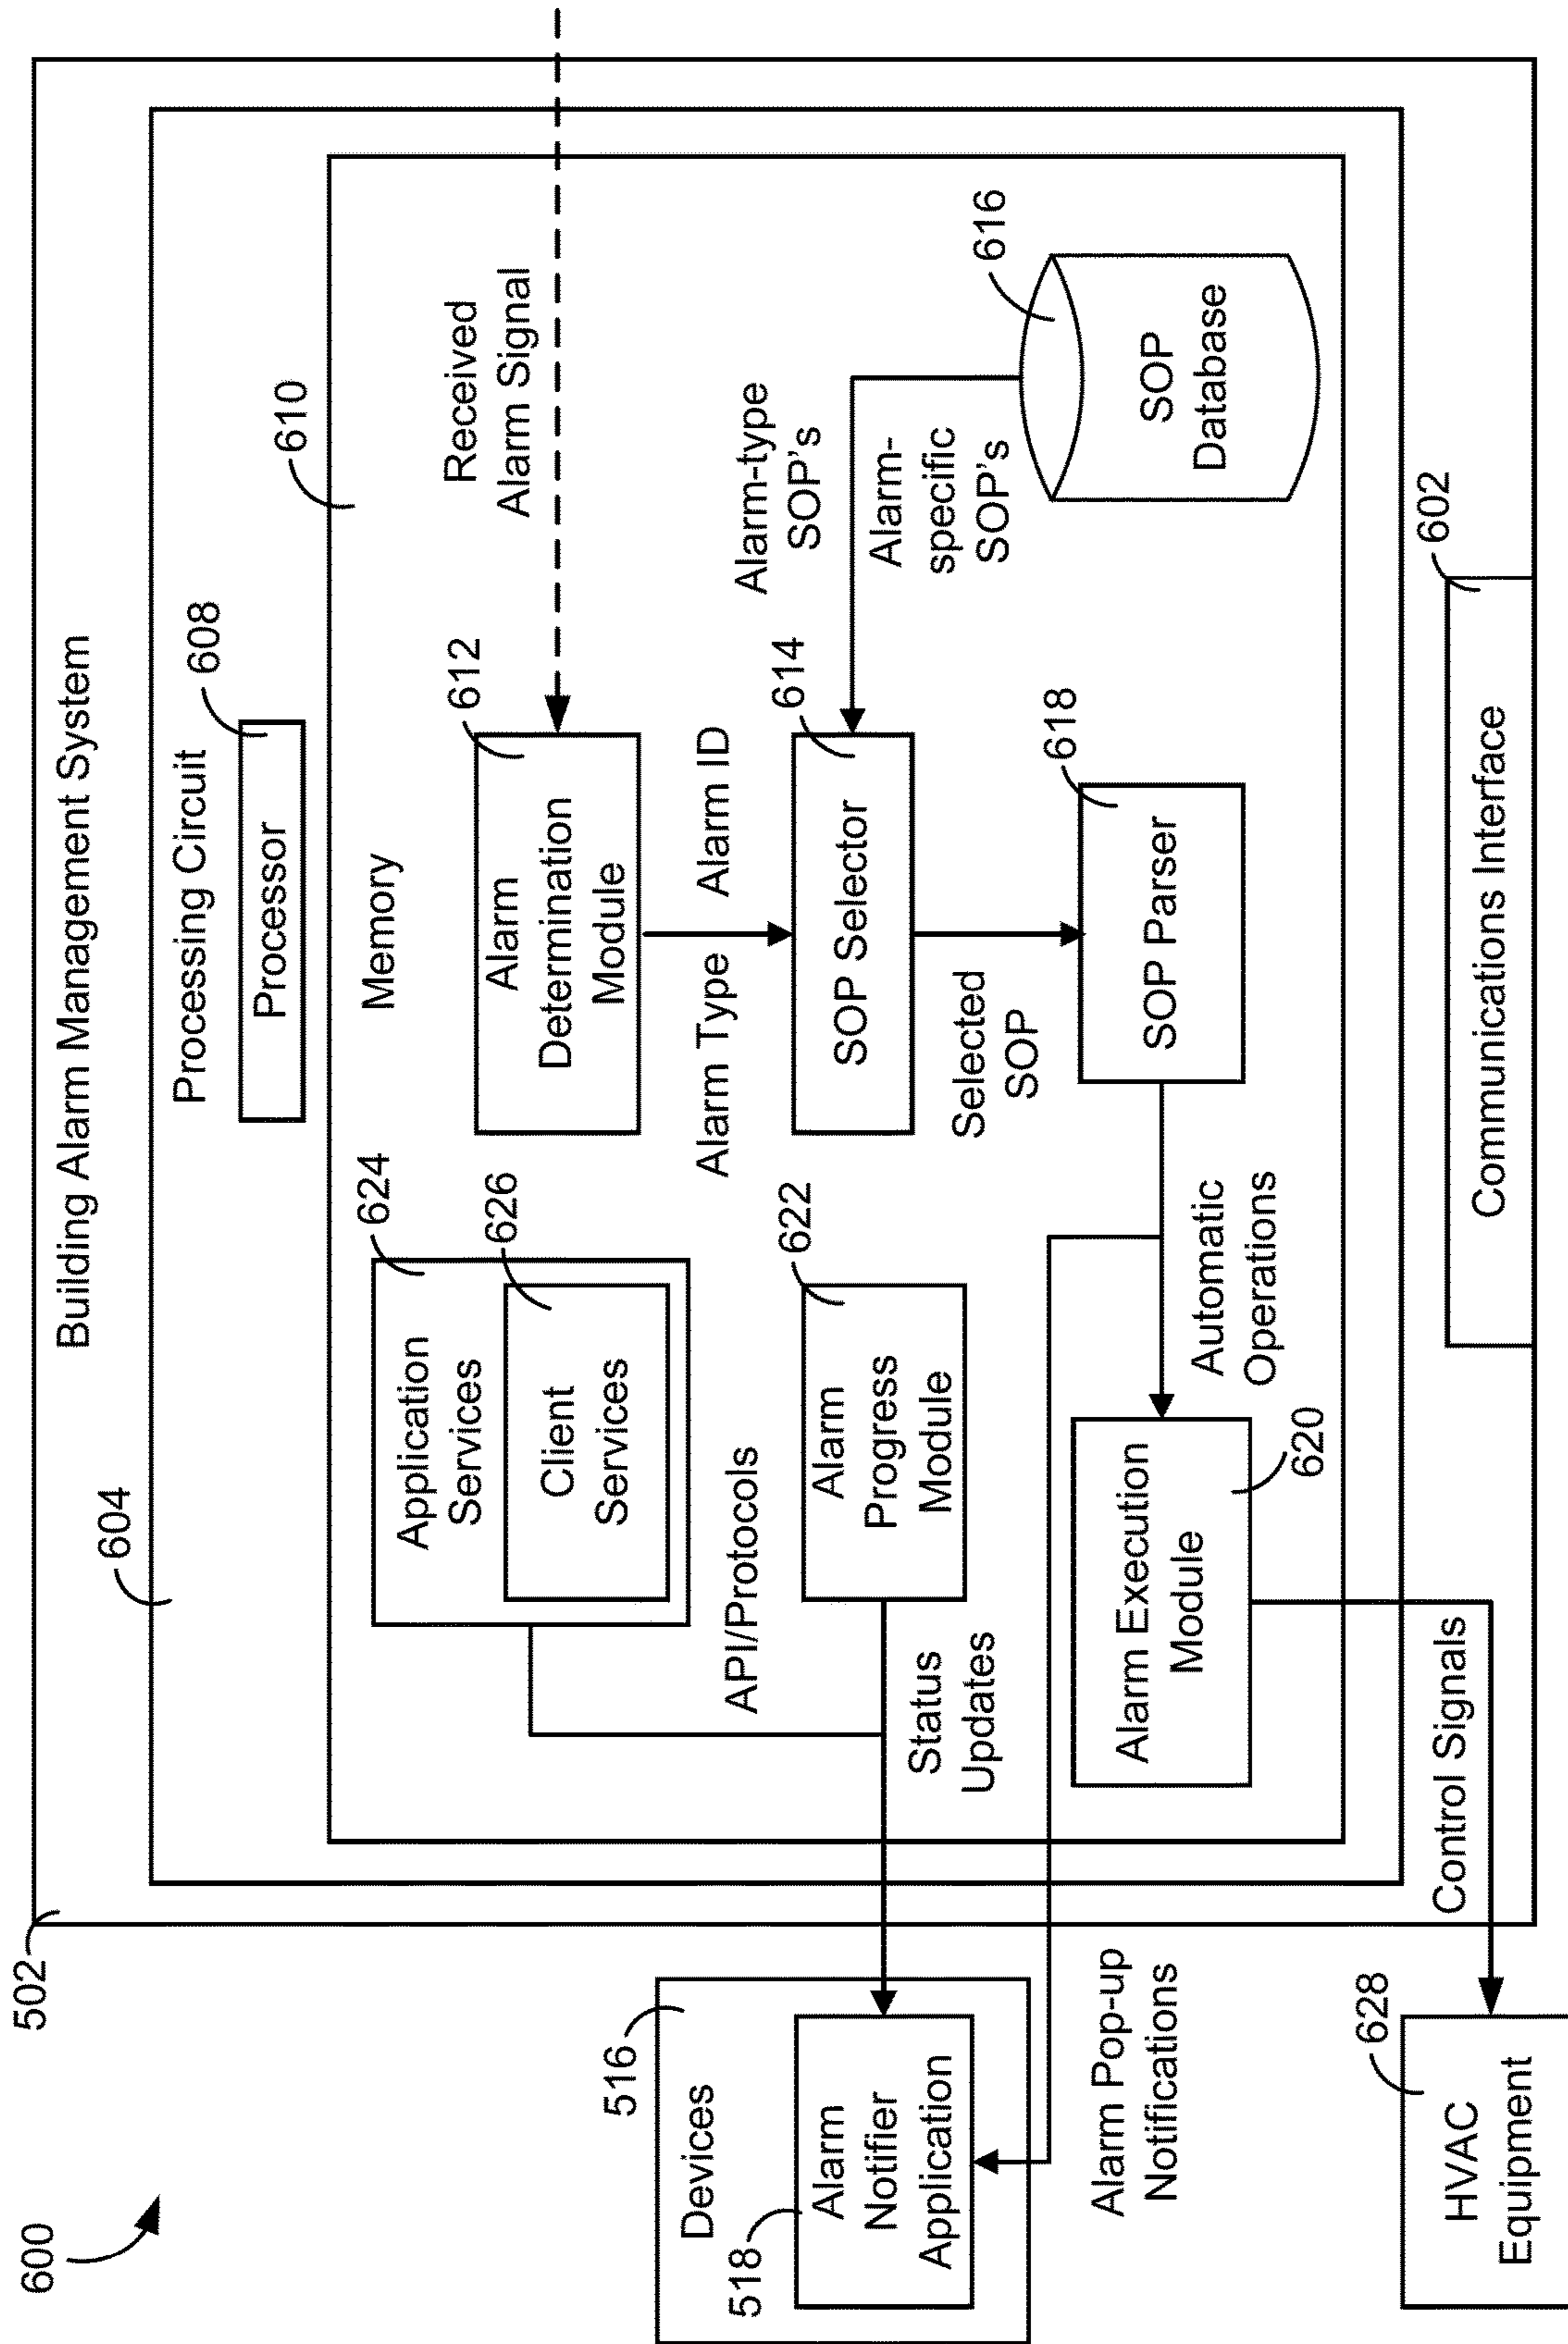 600
502
Building Alarm Management System
604
Processing Circuit
608
Processor
610
Memory
624
Application
Services
626
Client
Services
612
Alarm
Determination
Module
Received
Alarm Signal
API/Protocols
Alarm Type
Alarm ID
622
Alarm
Progress
Module
614
SOP Selector
Alarm-type
SOP's
Alarm-
specific
SOP's
616
SOP
Database
Status
Updates
Selected
SOP
618
SOP Parser
Automatic
Operations
Alarm Execution
Module
620
516
Devices
518
Alarm
Notifier
Application
Alarm Pop-up
Notifications
Control Signals
602
Communications Interface
628
HVAC
Equipment